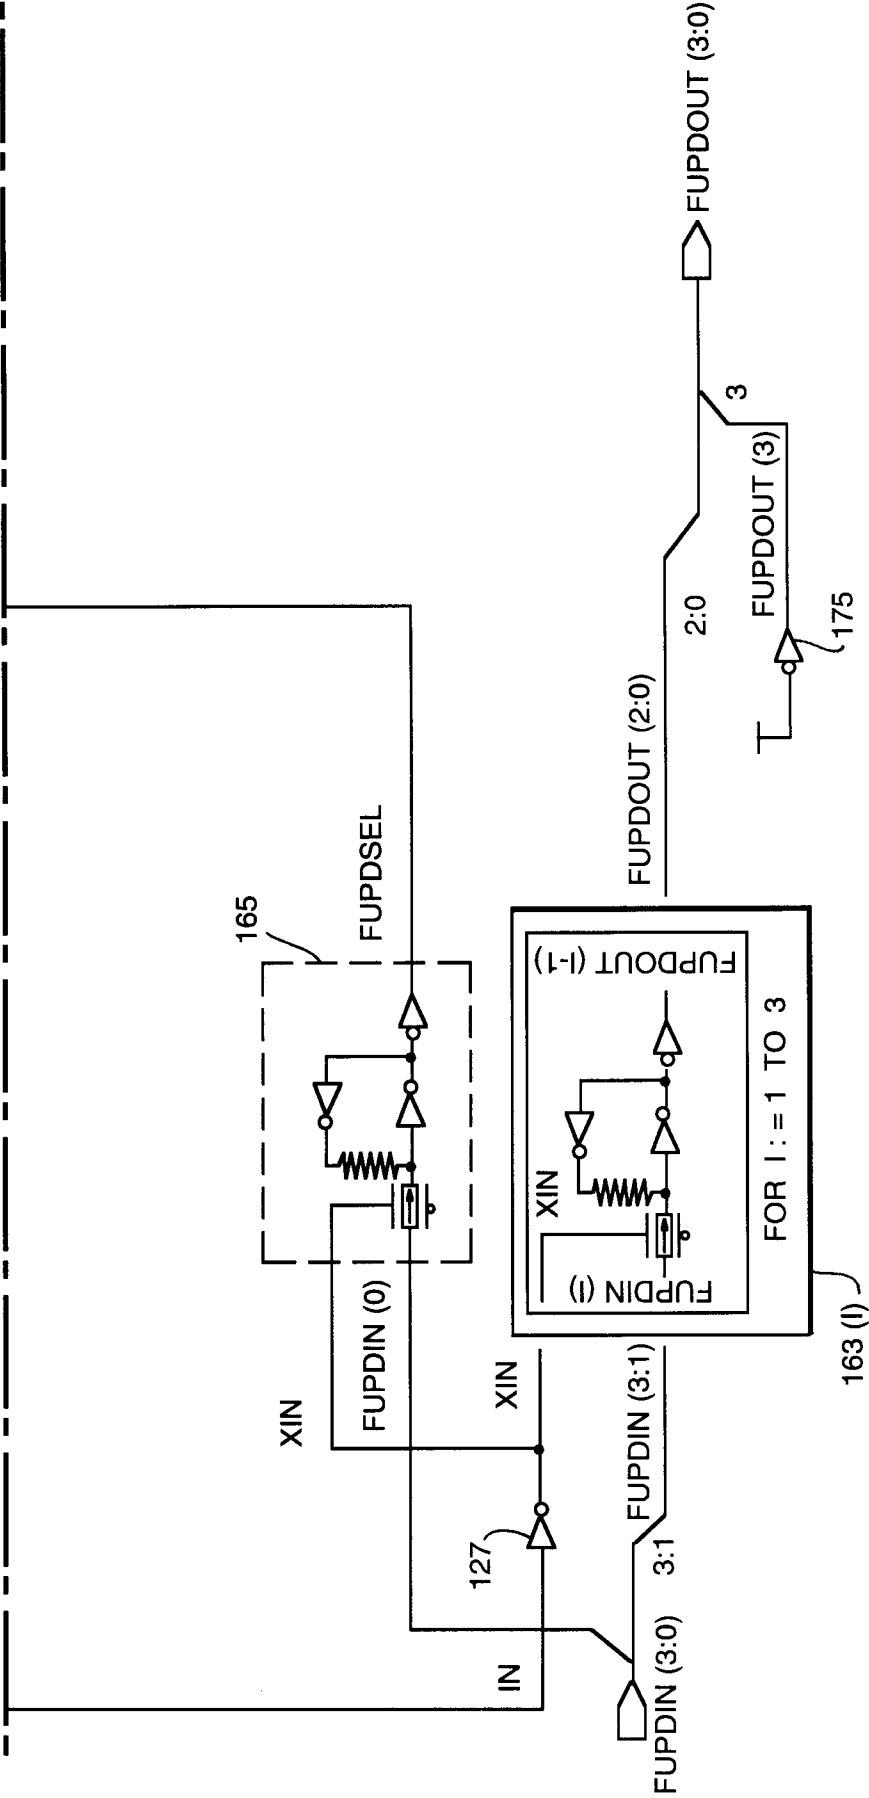 FUPDOUT (3:0)
3
FUPDOUT (3)
175
2:0
FUPDOUT (2:0)
FUPDSEL
165
XIN
FUPDIN (0)
XIN
FUPDIN (I)
FUPDOUT (I-1)
XIN
FOR I : = 1 TO 3
163 (I)
FUPDIN (3:1)
3:1
127
IN
FUPDIN (3:0)